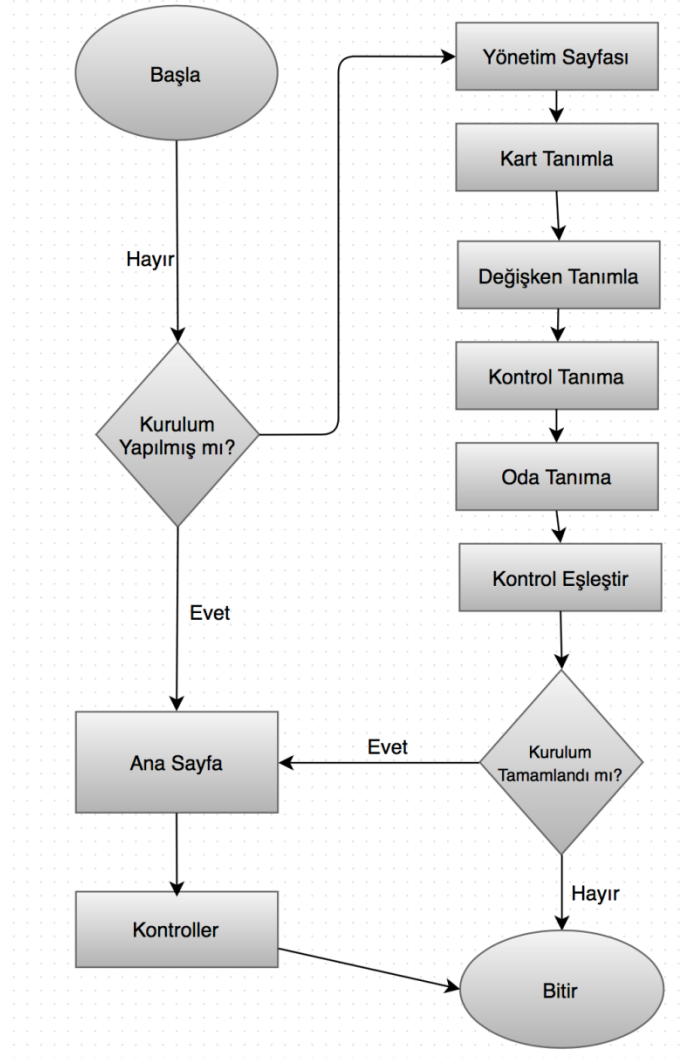 Başla
Hayır
Kurulum
Yapılmış mı?
Evet
Ana Sayfa
Kontroller
Yönetim Sayfası
Kart Tanımla
Değişken Tanımla
Kontrol Tanıma
Oda Tanıma
Kontrol Eşleştir
Kurulum
Tamamlandı mı?
Evet
Hayır
Bitir